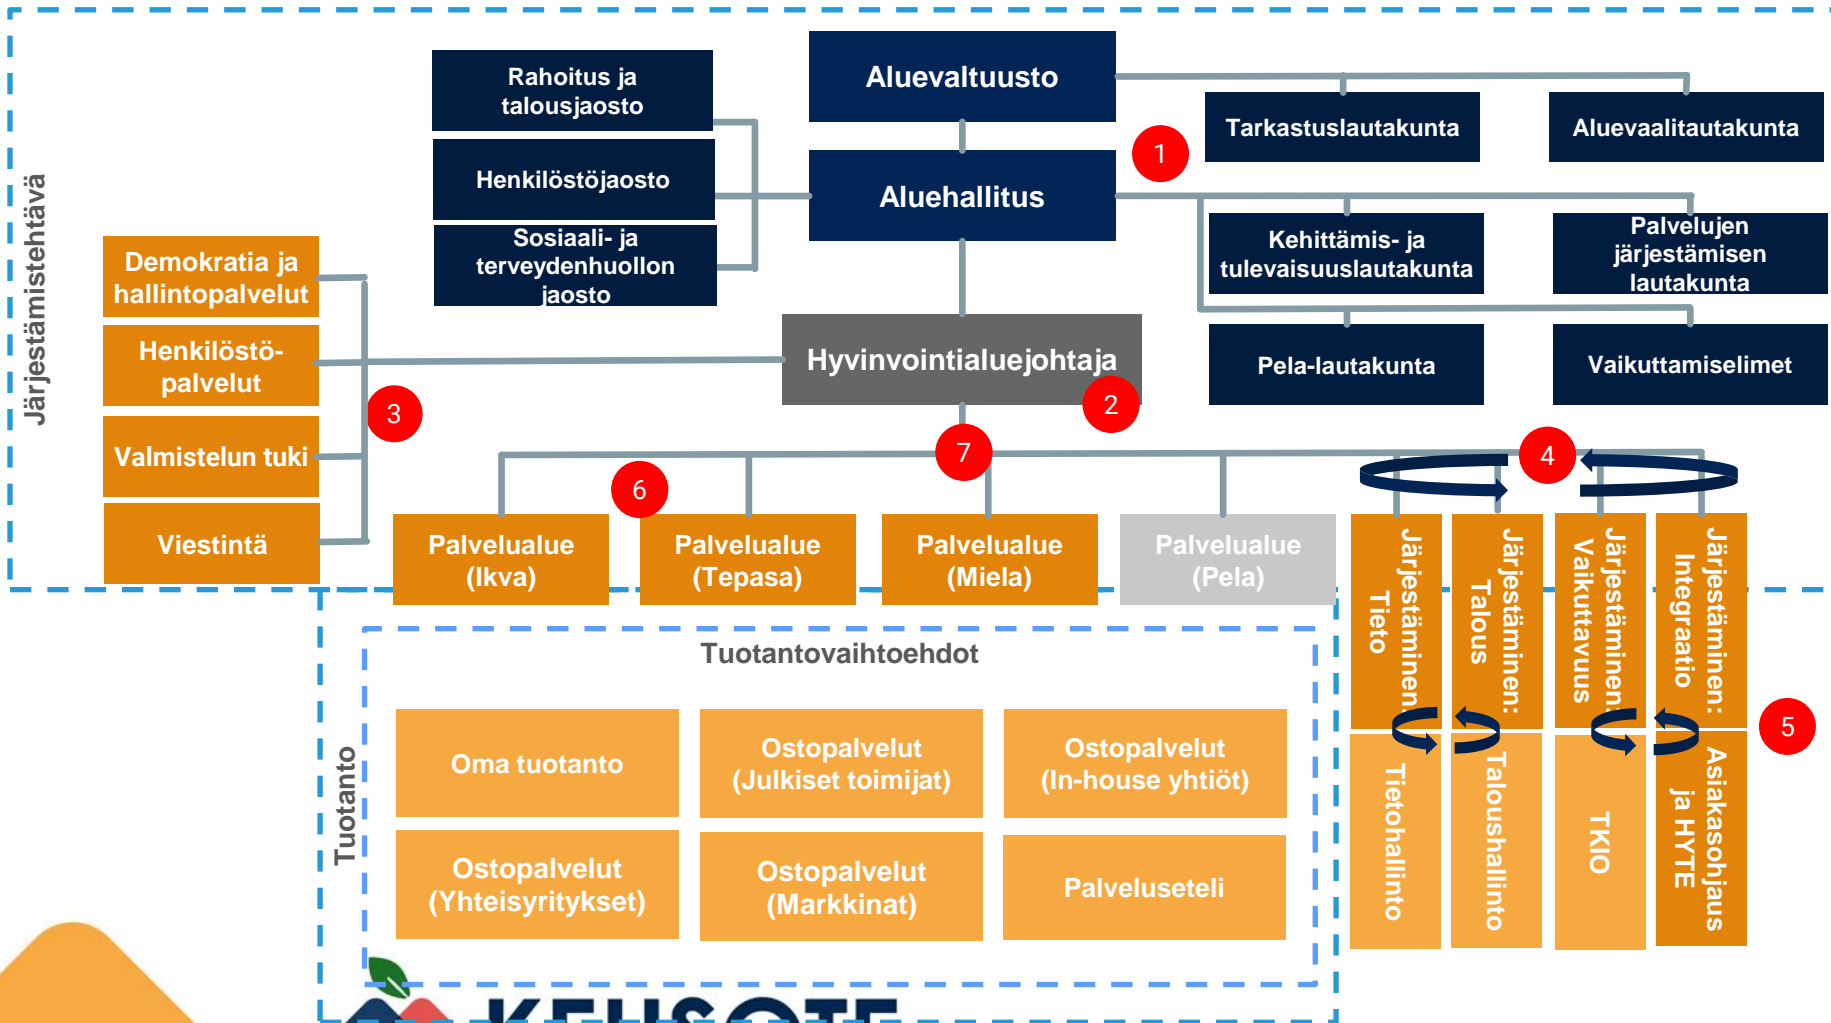 Järjestämistehtävä
Rahoitus ja
talousjaosto
Henkilöstöjaosto
Sosiaali- ja
terveydenhuollon
jaosto
Aluevaltuusto
Aluehallitus
1
Tarkastuslautakunta
Aluevaalitautakunta
Kehittämis- ja
tulevaisuuslautakunta
Palvelujen
järjestämisen
lautakunta
Pela-lautakunta
Vaikuttamiselimet
Hyvinvointialuejohtaja
2
Demokratia ja
hallintopalvelut
Henkilöstö-
palvelut
Valmistelun tuki
Viestintä
3
7
4
6
Palvelualue
(Ikva)
Palvelualue
(Tepasa)
Palvelualue
(Miela)
Palvelualue
(Pela)
Järjestäminen:
Tieto
Järjestäminen:
Talous
Järjestäminen:
Vaikuttavuus
Järjestäminen:
Integraatio
5
Tietohallinto
Taloushallinto
TKIO
Asiakasohjaus
ja HYTE
Tuotanto
Tuotantovaihtoehdot
Oma tuotanto
Ostopalvelut
(Julkiset toimijat)
Ostopalvelut
(In-house yhtiöt)
Ostopalvelut
(Yhteisyritykset)
Ostopalvelut
(Markkinat)
Palveluseteli
KEUSOTE